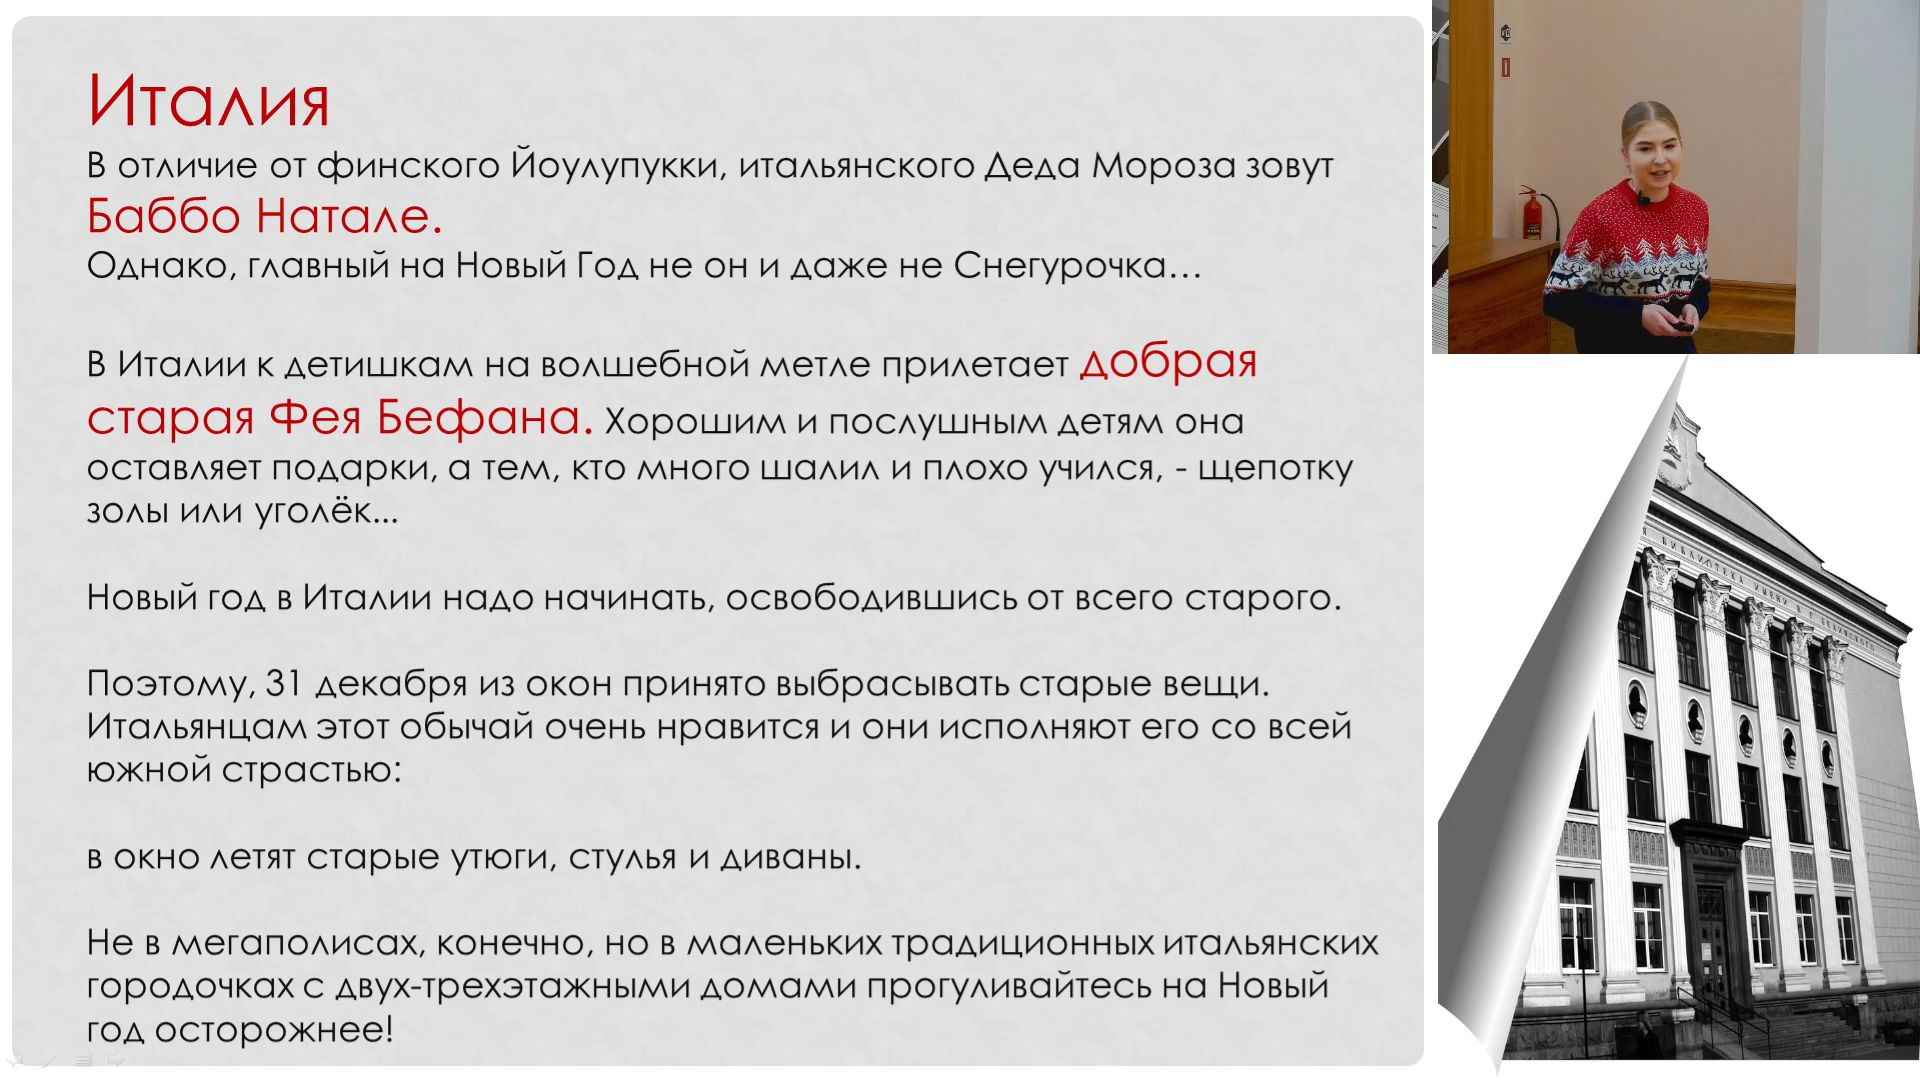 Италия
В отличие от финского Йоулупукки, итальянского Деда Мороза зовут
Баббо Натале.
Однако, главный на Новый Год не он и даже не Снегурочка…
В Италии к детишкам на волшебной метле прилетает добрая
старая Фея Бефана. Хорошим и послушным детям она
оставляет подарки, а тем, кто много шалил и плохо учился, - щепотку
золы или уголёк...
Новый год в Италии надо начинать, освободившись от всего старого.
Поэтому, 31 декабря из окон принято выбрасывать старые вещи.
Итальянцам этот обычай очень нравится и они исполняют его со всей
южной страстью:
в окно летят старые утюги, стулья и диваны.
Не в мегаполисах, конечно, но в маленьких традиционных итальянских
городочках с двух-трехэтажными домами прогуливайтесь на Новый
год осторожнее!
БИБЛИОТЕКА ИМЕНИ В Г БЕЛИНСКОГО